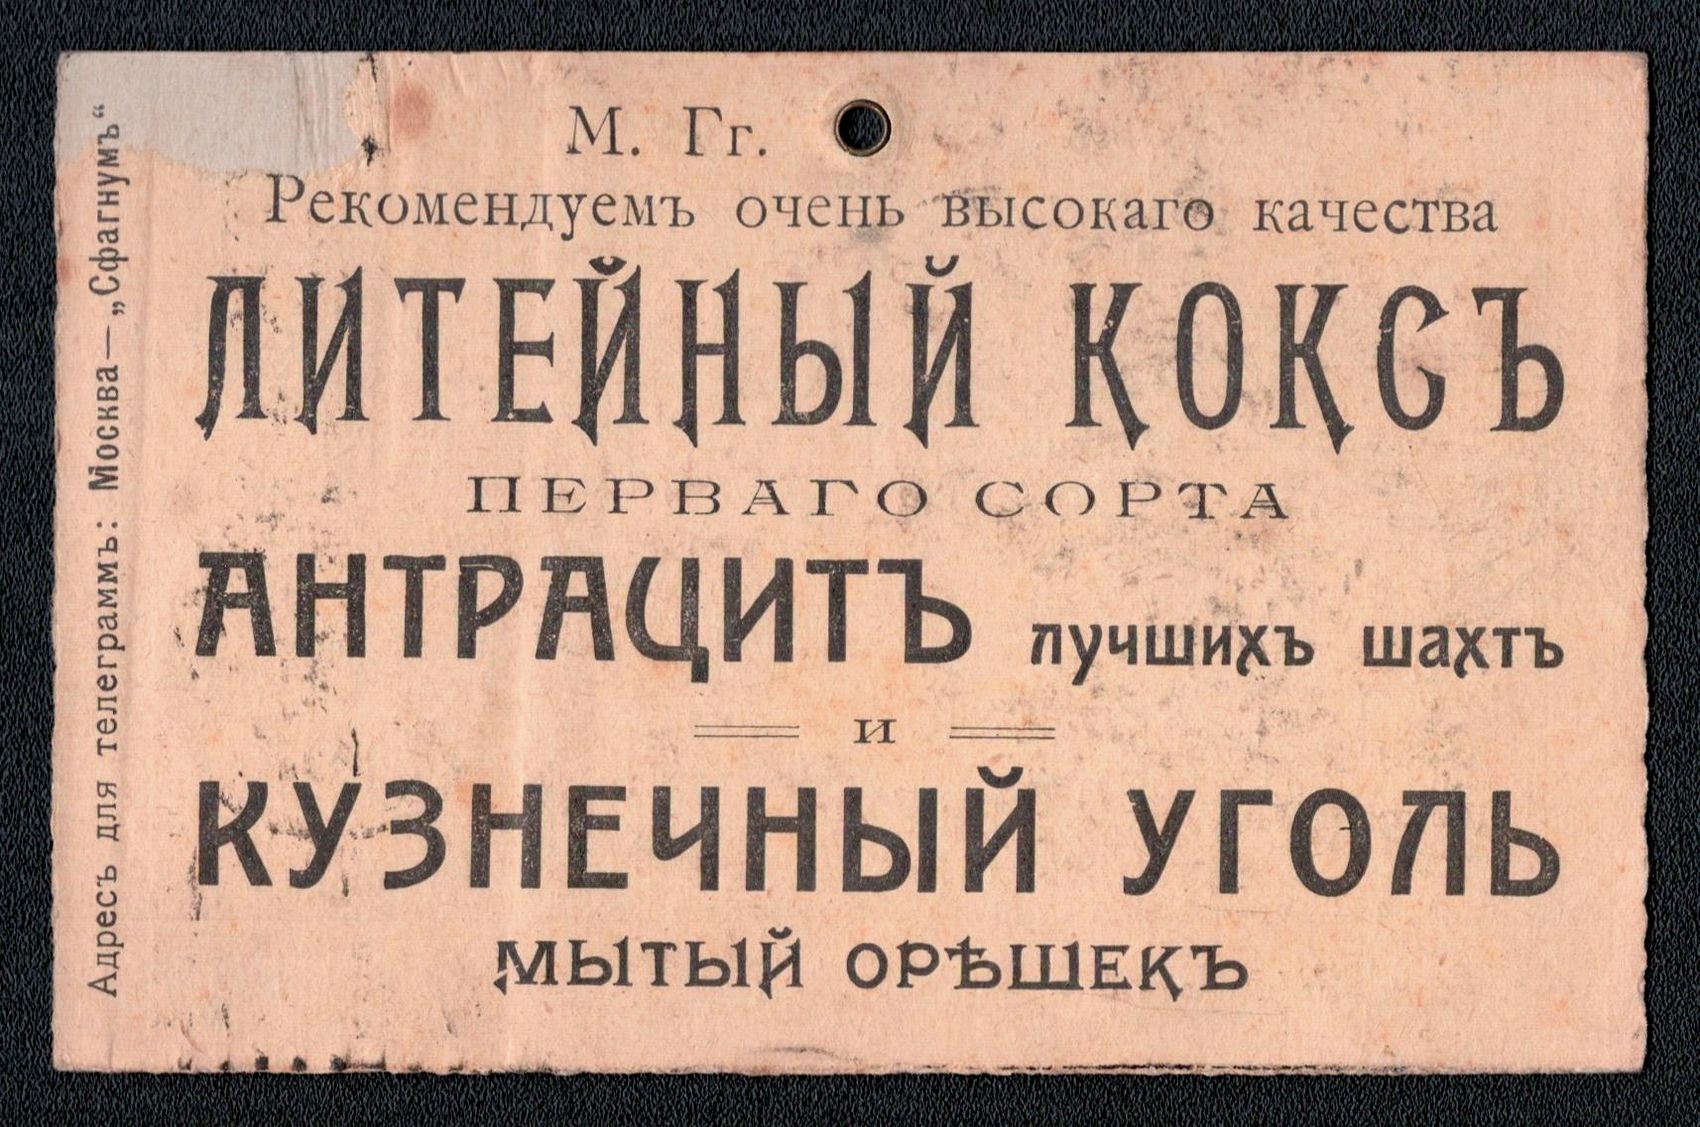 М. Гг.
Рекомендуемъ очень высокаго качества
ЛИТЕЙНЫЙ КОКСЪ
ПЕРВАГО СОРТА
АНТРАЦИТЪ лучшихъ шахтъ
и
КУЗНЕЧНЫЙ УГОЛЬ
МЫТЫЙ ОРѢШЕКЪ
Адресъ для телеграммъ: Москва—„Сфагнумъ“